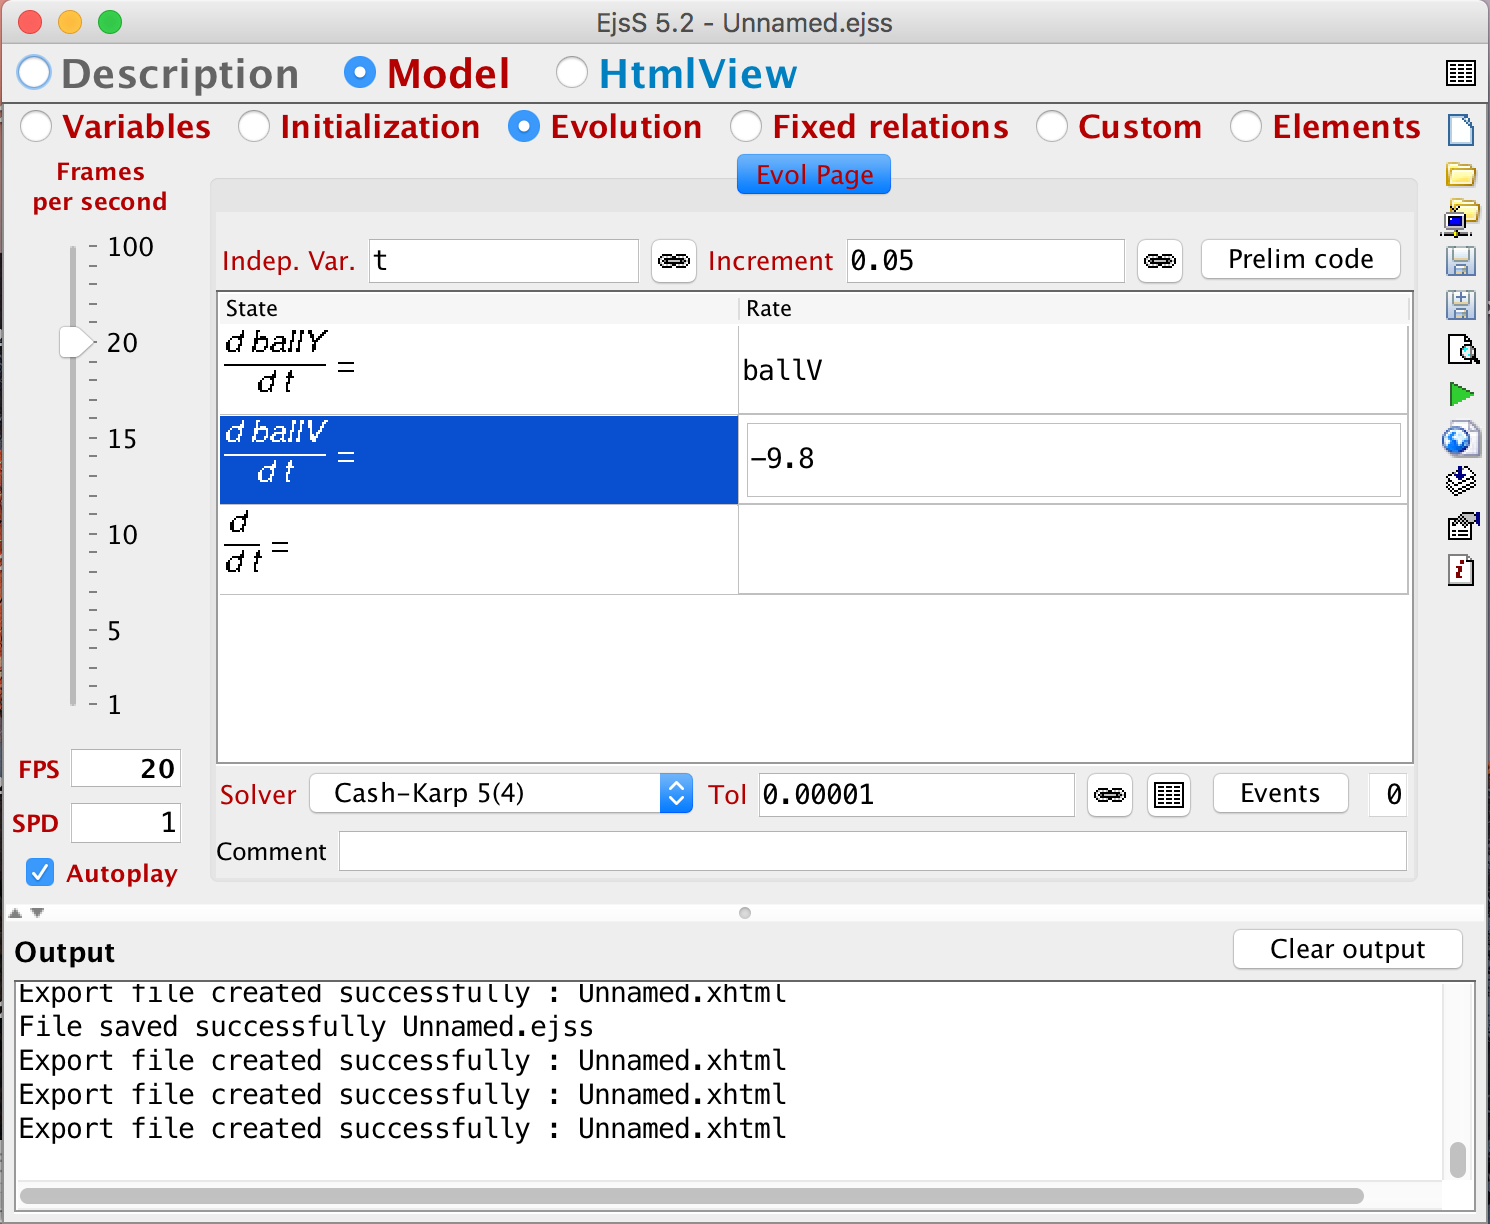 EjsS 5.2 - Unnamed.ejss
Description Model HtmlView
Variables Initialization Evolution Fixed relations Custom Elements
Frames
per second
100
20
15
10
5
1
FPS 20
SPD 1
Autoplay
Evol Page
Indep. Var. t Increment 0.05 Prelim code
State Rate
d ballY
d t = ballV
d ballV
d t = -9.8
d
d t =
Solver Cash-Karp 5(4) Tol 0.00001 Events 0
Comment
Output Clear output
Export file created successfully : Unnamed.xhtml
File saved successfully Unnamed.ejss
Export file created successfully : Unnamed.xhtml
Export file created successfully : Unnamed.xhtml
Export file created successfully : Unnamed.xhtml